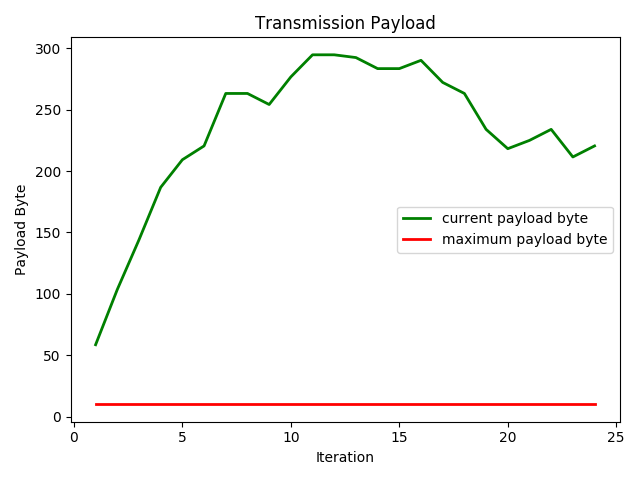 Transmission Payload
Payload Byte
300
250
200
150
100
50
0
current payload byte
maximum payload byte
0
5
10
15
20
25
Iteration